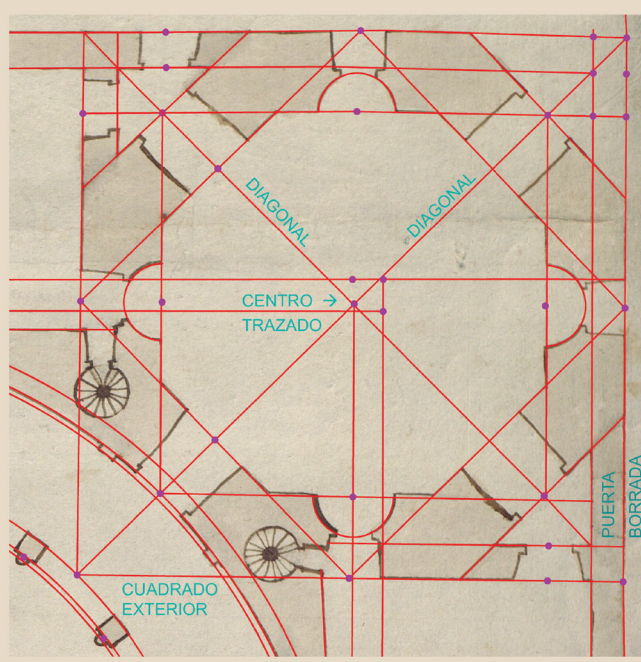 DIAGONAL
DIAGONAL
CENTRO →
TRAZADO
PUERTA
BORRADA
CUADRADO
EXTERIOR